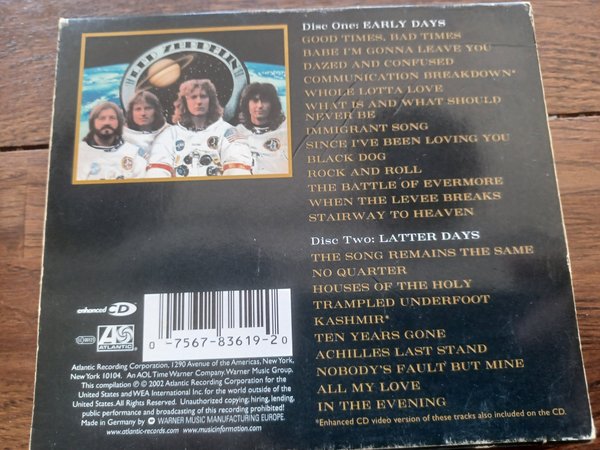 LED ZEPPELIN
Disc One: EARLY DAYS
GOOD TIMES, BAD TIMES
BABE I'M GONNA LEAVE YOU
DAZED AND CONFUSED
COMMUNICATION BREAKDOWN*
WHOLE LOTTA LOVE
WHAT IS AND WHAT SHOULD
NEVER BE
IMMIGRANT SONG
SINCE I'VE BEEN LOVING YOU
BLACK DOG
ROCK AND ROLL
THE BATTLE OF EVERMORE
WHEN THE LEVEE BREAKS
STAIRWAY TO HEAVEN
Disc Two: LATTER DAYS
THE SONG REMAINS THE SAME
NO QUARTER
HOUSES OF THE HOLY
TRAMPLED UNDERFOOT
KASHMIR*
TEN YEARS GONE
ACHILLES LAST STAND
NOBODY'S FAULT BUT MINE
ALL MY LOVE
IN THE EVENING
*Enhanced CD video version of these tracks also included on the CD.
enhanced CD
ATLANTIC
0 -7567-83619-2 0
Atlantic Recording Corporation, 1290 Avenue of the Americas, New York,
New York 10104. An AOL Time Warner Company. Warner Music Group.
This compilation ℗ © 2002 Atlantic Recording Corporation for the
United States and WEA International Inc. for the world outside of the
United States. All Rights Reserved. Unauthorized copying, hiring, lending,
public performance and broadcasting of this recording prohibited!
Made in Germany by WARNER MUSIC MANUFACTURING EUROPE.
www.atlantic-records.com www.musicinformation.com